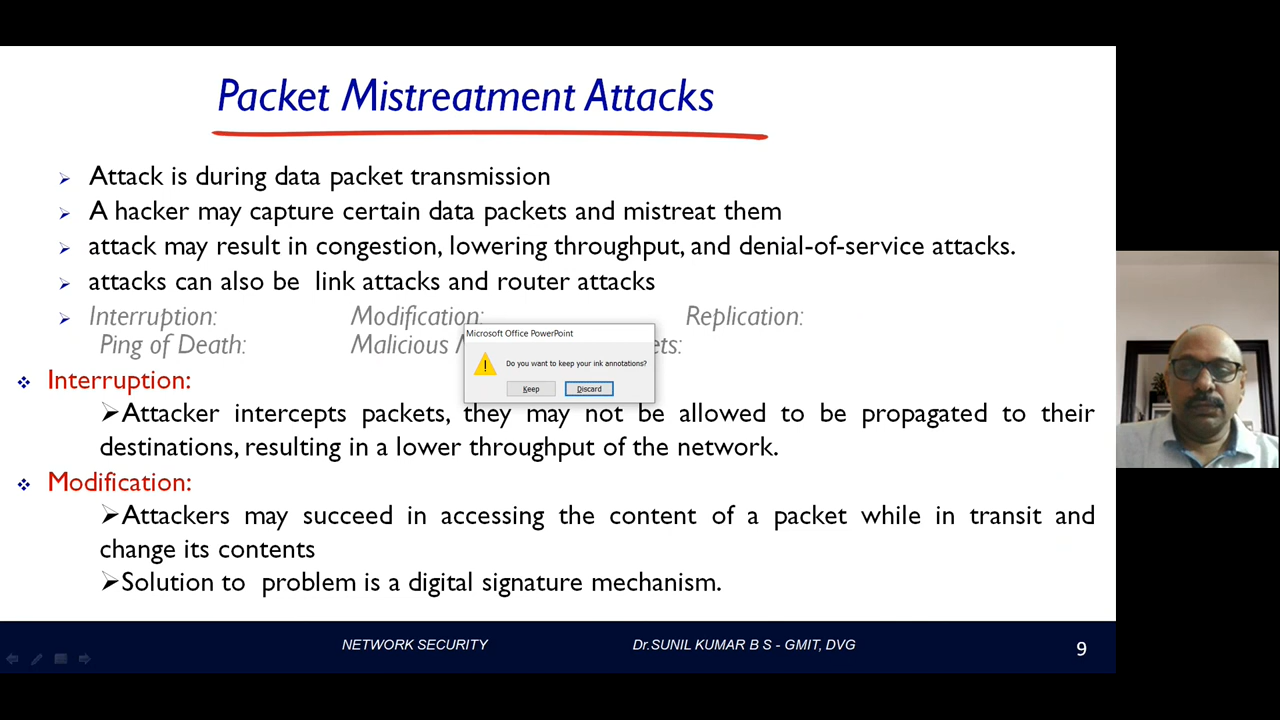 Packet Mistreatment Attacks
Attack is during data packet transmission
A hacker may capture certain data packets and mistreat them
attack may result in congestion, lowering throughput, and denial-of-service attacks.
attacks can also be link attacks and router attacks
Interruption: Modification: Replication:
Ping of Death: Malicious
Microsoft Office PowerPoint
Do you want to keep your ink annotations?
Keep Discard
Interruption:
Attacker intercepts packets, they may not be allowed to be propagated to their
destinations, resulting in a lower throughput of the network.
Modification:
Attackers may succeed in accessing the content of a packet while in transit and
change its contents
Solution to problem is a digital signature mechanism.
NETWORK SECURITY Dr.SUNIL KUMAR B S - GMIT, DVG 9